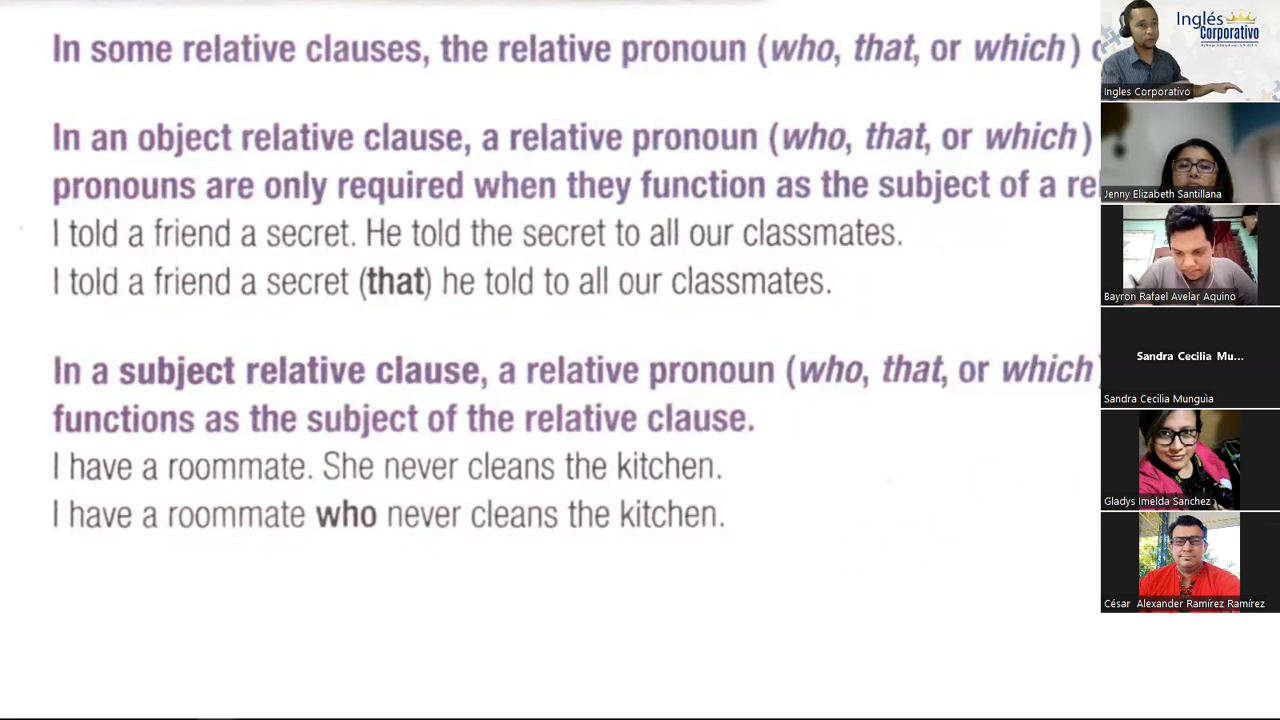 In some relative clauses, the relative pronoun (who, that, or which)
In an object relative clause, a relative pronoun (who, that, or which)
pronouns are only required when they function as the subject of a
I told a friend a secret. He told the secret to all our classmates.
I told a friend a secret (that) he told to all our classmates.
In a subject relative clause, a relative pronoun (who, that, or which)
functions as the subject of the relative clause.
I have a roommate. She never cleans the kitchen.
I have a roommate who never cleans the kitchen.
Inglés
Corporativo
Ingles Corporativo
Jenny Elizabeth Santillana
Bayron Rafael Avelar Aquino
Sandra Cecilia Mu...
Sandra Cecilia Munguia
Gladys Imelda Sanchez
César Alexander Ramírez Ramírez